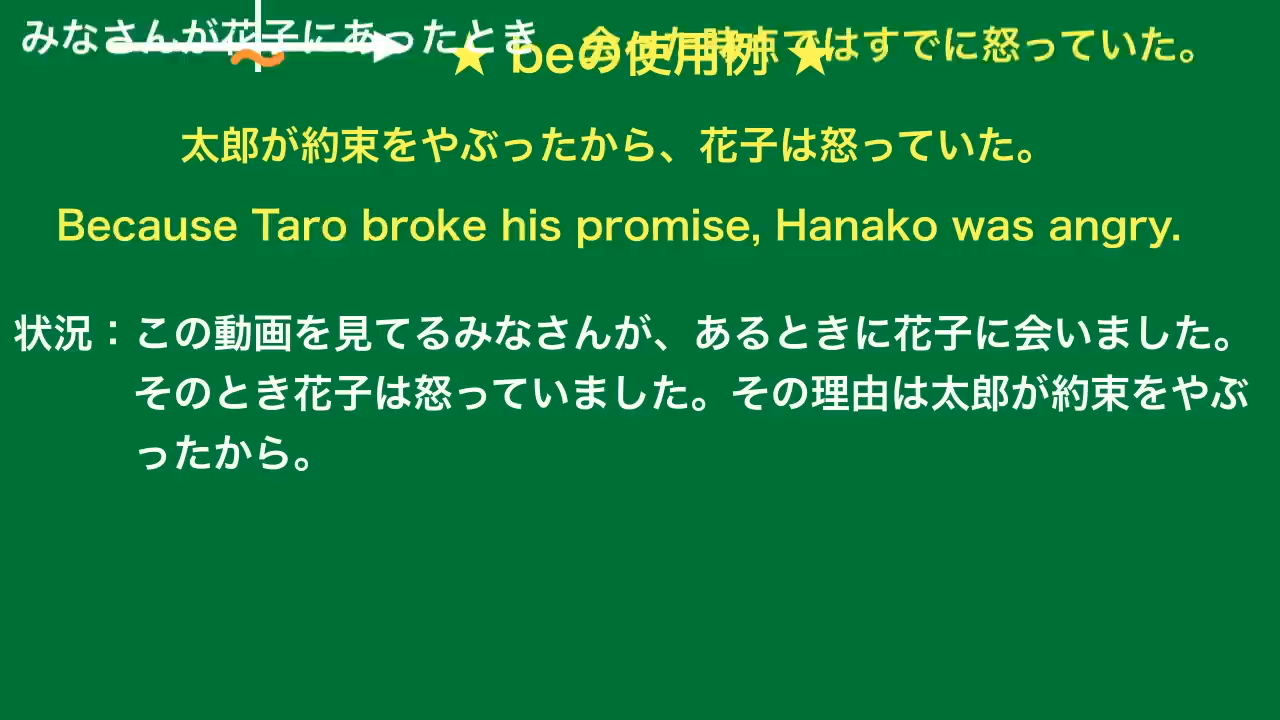 みなさんが花子にあったとき
会った時点ではすでに怒っていた。
★ beの使用例 ★
太郎が約束をやぶったから、花子は怒っていた。
Because Taro broke his promise, Hanako was angry.
状況：この動画を見てるみなさんが、あるときに花子に会いました。
そのとき花子は怒っていました。その理由は太郎が約束をやぶ
ったから。